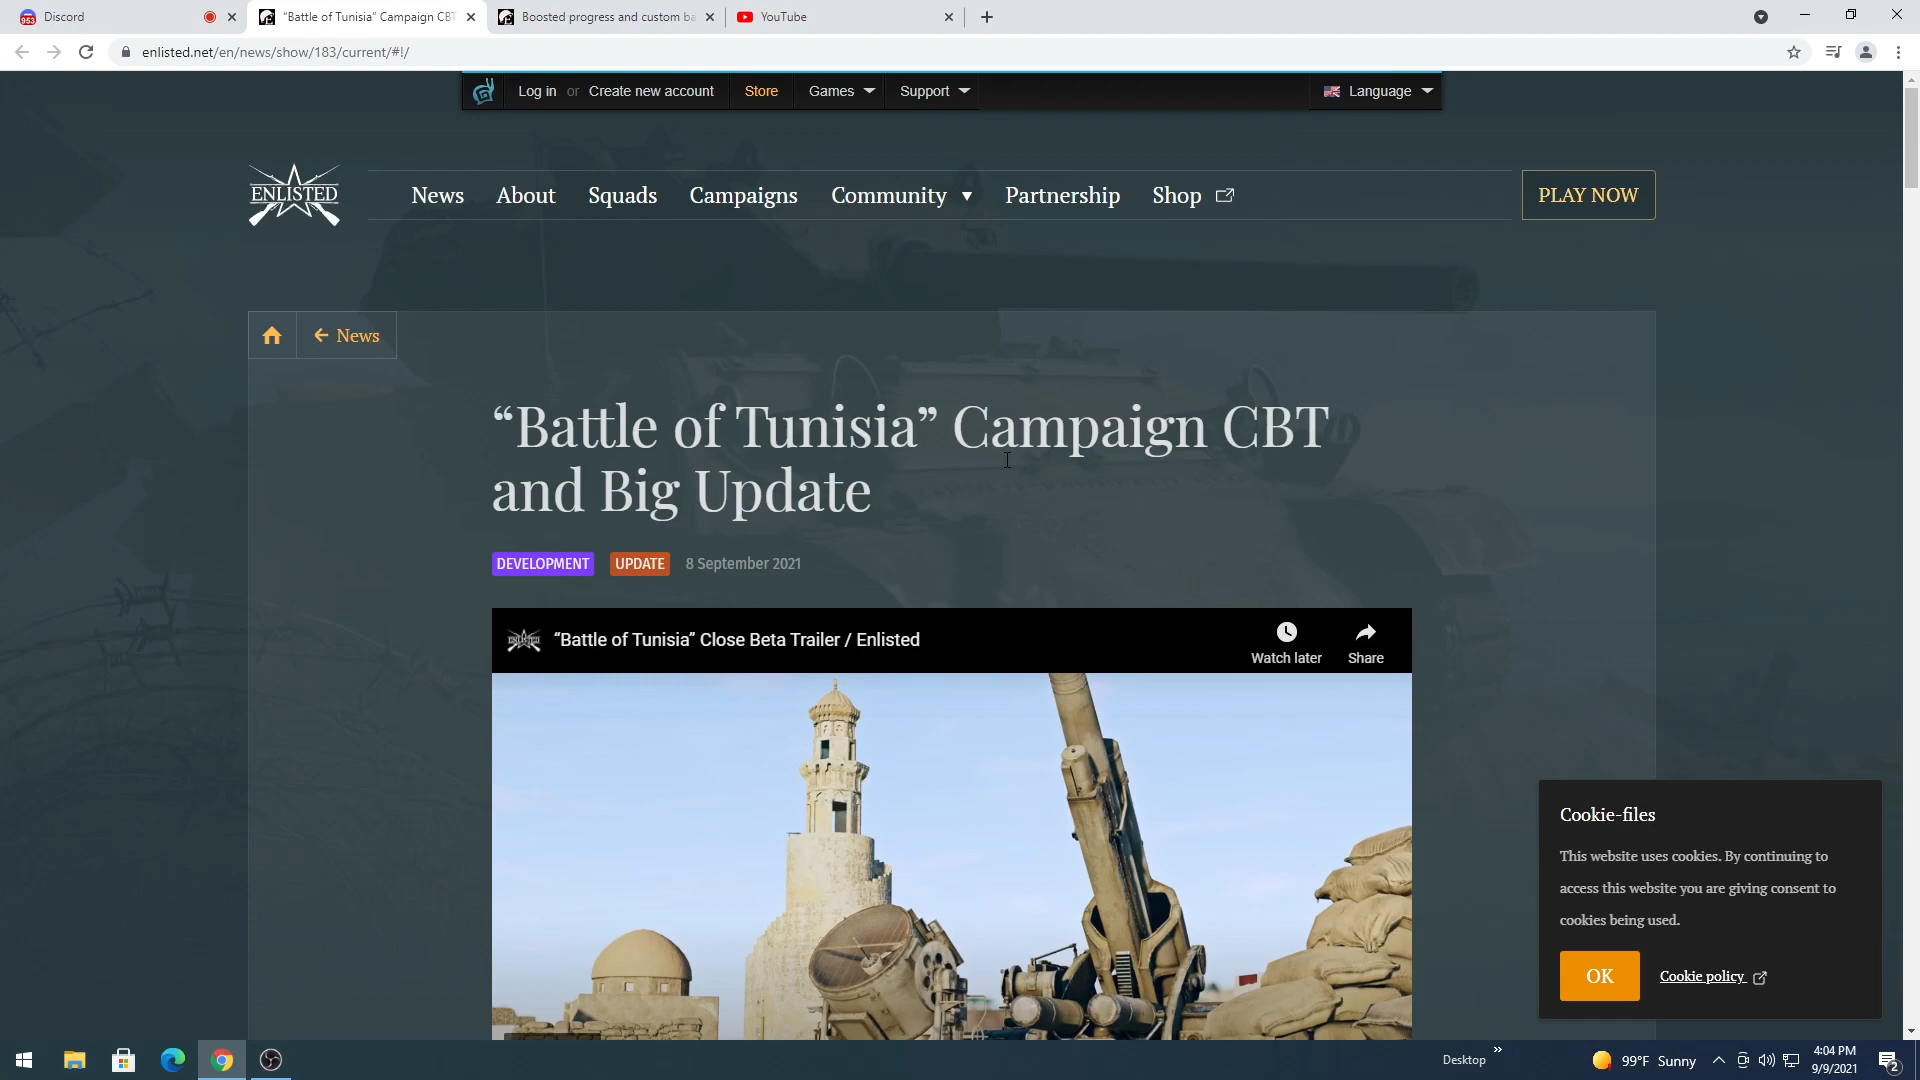 953
Discord
“Battle of Tunisia” Campaign CBT
Boosted progress and custom ba
YouTube
enlisted.net/en/news/show/183/current/#!/
Log in or Create new account
Store
Games
Support
Language
ENLISTED
News
About
Squads
Campaigns
Community
Partnership
Shop
PLAY NOW
News
“Battle of Tunisia” Campaign CBT
and Big Update
DEVELOPMENT
UPDATE
8 September 2021
ENLISTED
“Battle of Tunisia” Close Beta Trailer / Enlisted
Watch later
Share
Cookie-files
This website uses cookies. By continuing to
access this website you are giving consent to
cookies being used.
OK
Cookie policy
Desktop
99°F Sunny
4:04 PM
9/9/2021
2